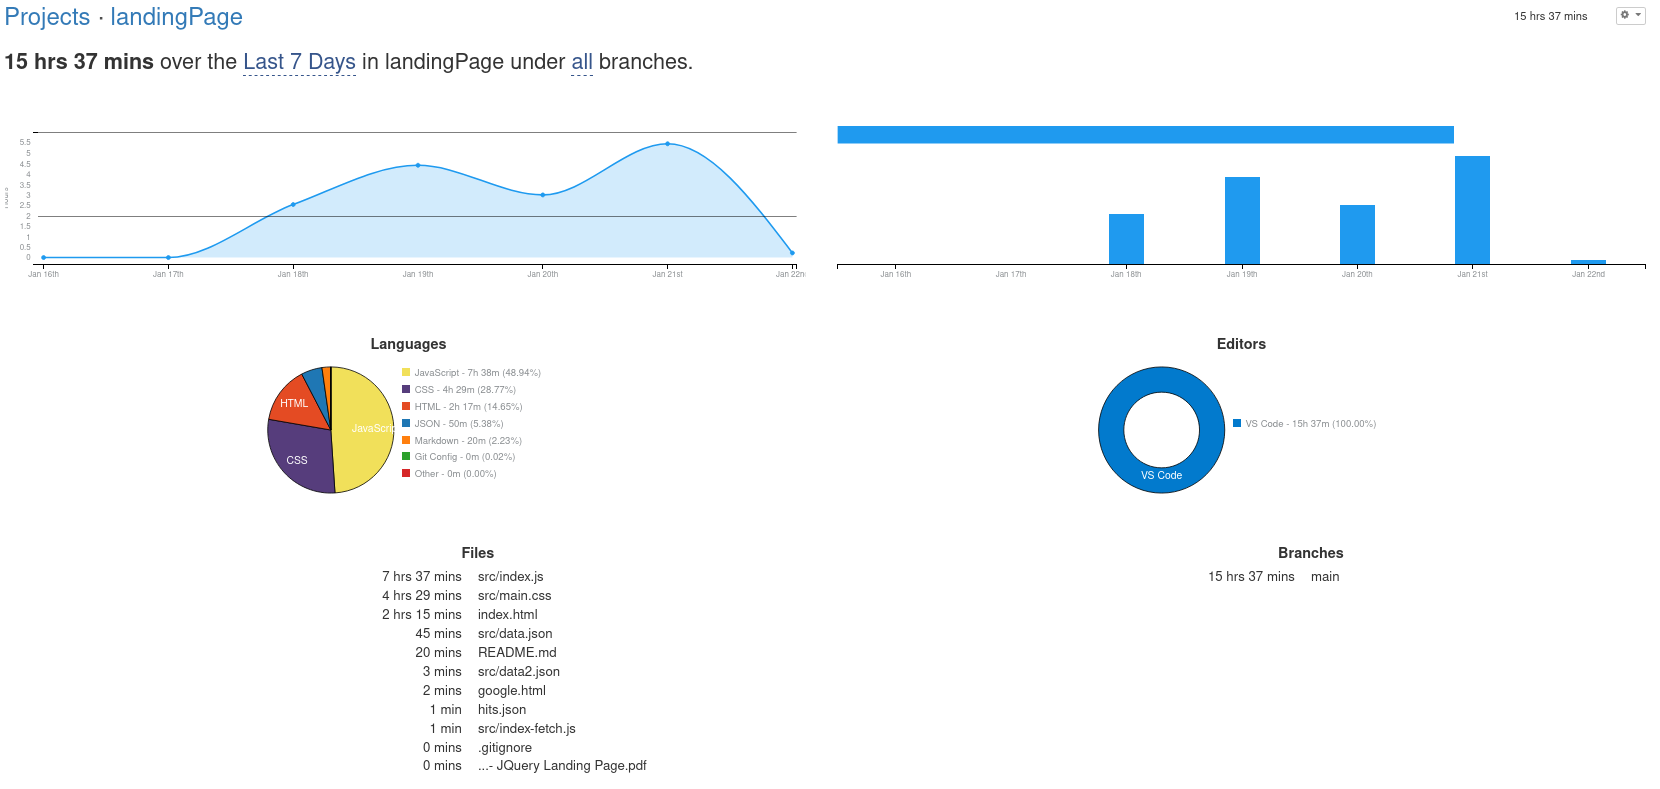 Projects · landingPage
15 hrs 37 mins
15 hrs 37 mins over the Last 7 Days in landingPage under all branches.
5.5
5
4.5
4
3.5
3
2.5
2
1.5
1
0.5
0
Jan 16th Jan 17th Jan 18th Jan 19th Jan 20th Jan 21st Jan 22n
Jan 16th Jan 17th Jan 18th Jan 19th Jan 20th Jan 21st Jan 22nd
Languages
JavaScrip
CSS
HTML
JavaScript - 7h 38m (48.94%)
CSS - 4h 29m (28.77%)
HTML - 2h 17m (14.65%)
JSON - 50m (5.38%)
Markdown - 20m (2.23%)
Git Config - 0m (0.02%)
Other - 0m (0.00%)
Editors
VS Code
VS Code - 15h 37m (100.00%)
Files
7 hrs 37 mins src/index.js
4 hrs 29 mins src/main.css
2 hrs 15 mins index.html
45 mins src/data.json
20 mins README.md
3 mins src/data2.json
2 mins google.html
1 min hits.json
1 min src/index-fetch.js
0 mins .gitignore
0 mins ...- JQuery Landing Page.pdf
Branches
15 hrs 37 mins main